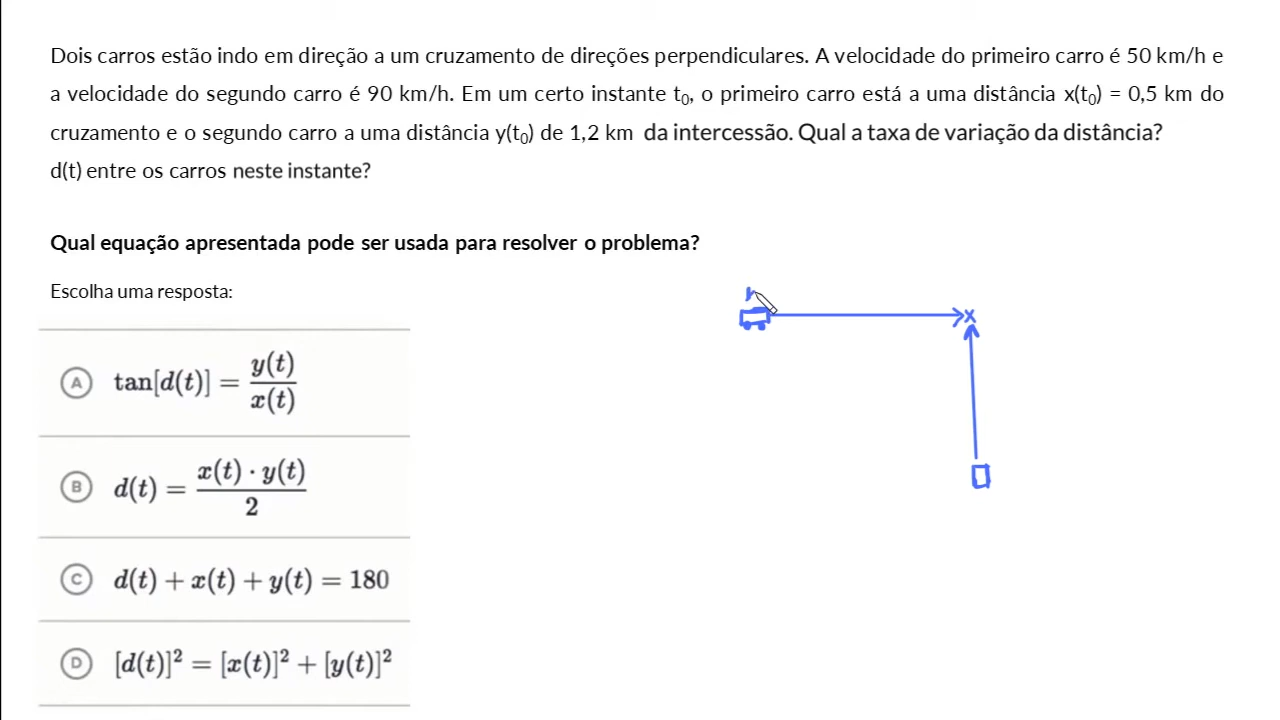 Dois carros estão indo em direção a um cruzamento de direções perpendiculares. A velocidade do primeiro carro é 50 km/h e
a velocidade do segundo carro é 90 km/h. Em um certo instante t₀, o primeiro carro está a uma distância x(t₀) = 0,5 km do
cruzamento e o segundo carro a uma distância y(t₀) de 1,2 km da intercessão. Qual a taxa de variação da distância?
d(t) entre os carros neste instante?
Qual equação apresentada pode ser usada para resolver o problema?
Escolha uma resposta:
A tan[d(t)] = y(t)/x(t)
B d(t) = x(t) · y(t)/2
C d(t) + x(t) + y(t) = 180
D [d(t)]² = [x(t)]² + [y(t)]²